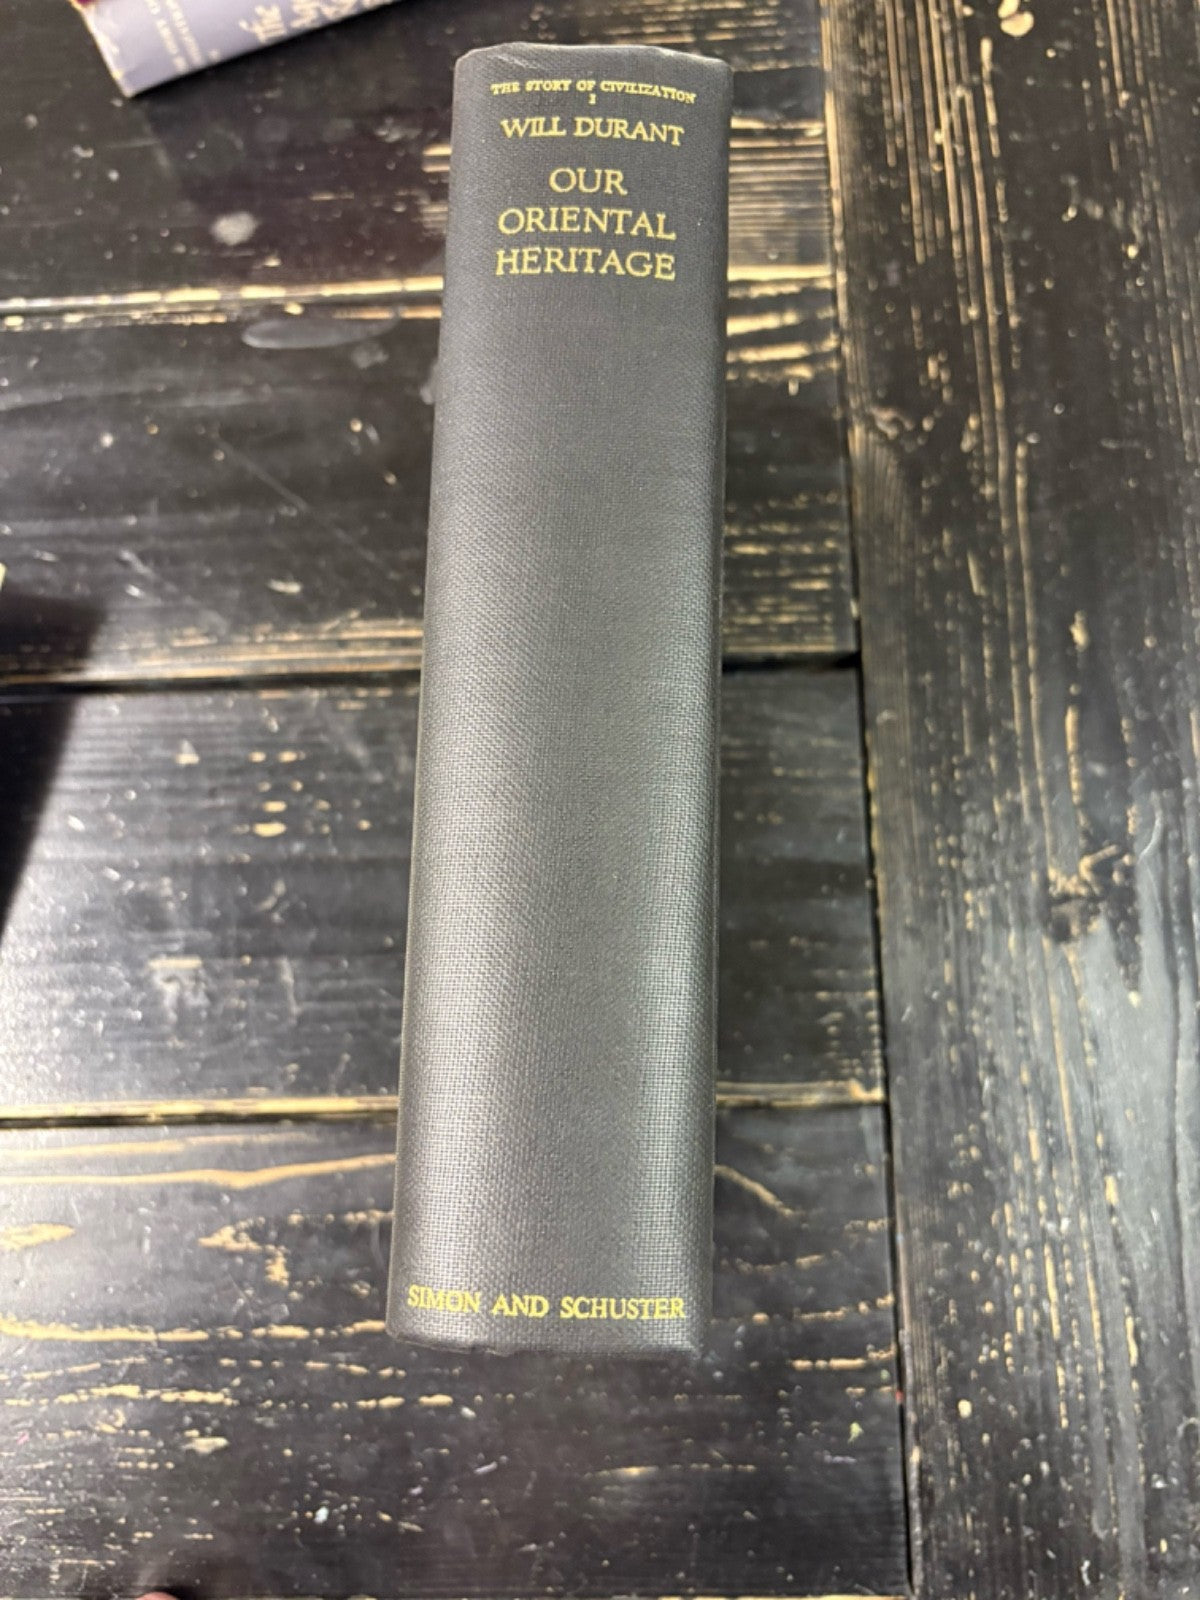 THE STORY OF CIVILIZATION
I
WILL DURANT
OUR
ORIENTAL
HERITAGE
SIMON AND SCHUSTER